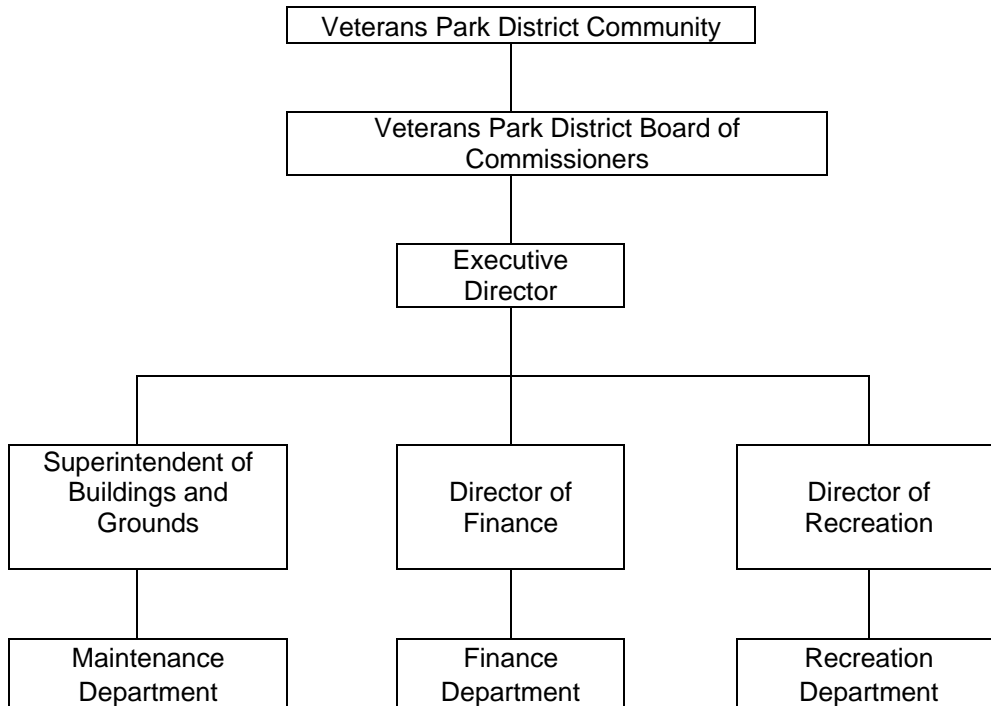 Veterans Park District Community
Veterans Park District Board of
Commissioners
Executive
Director
Superintendent of
Buildings and
Grounds
Director of
Finance
Director of
Recreation
Maintenance
Department
Finance
Department
Recreation
Department